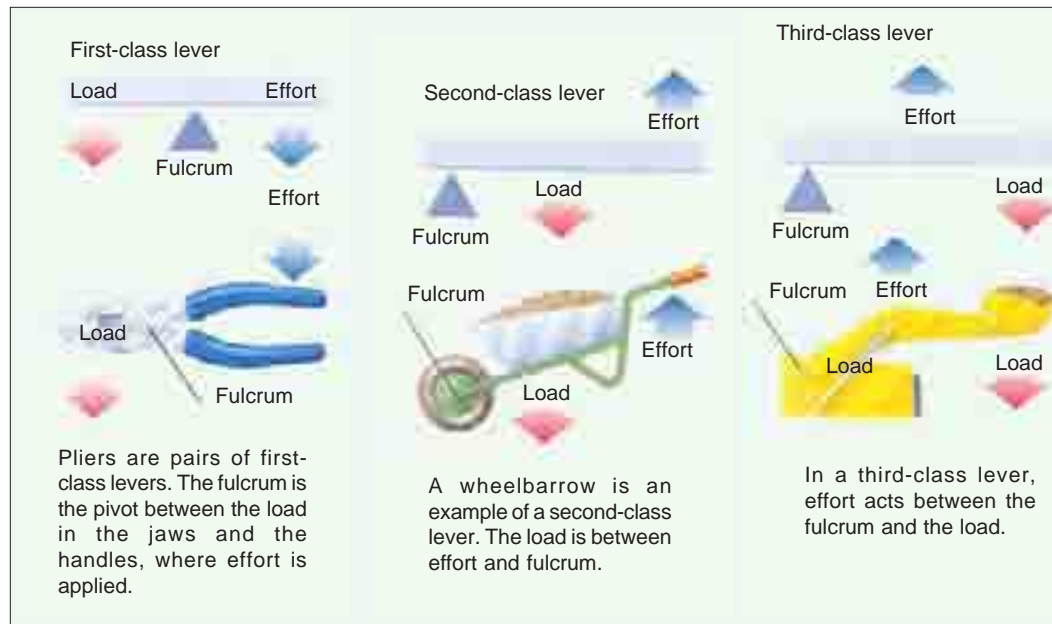 First-class lever
Load Effort
Fulcrum
Effort
Load
Fulcrum
Pliers are pairs of first-
class levers. The fulcrum is
the pivot between the load
in the jaws and the
handles, where effort is
applied.
Second-class lever
Effort
Load
Fulcrum
Fulcrum
Effort
Load
A wheelbarrow is an
example of a second-class
lever. The load is between
effort and fulcrum.
Third-class lever
Effort
Load
Fulcrum
Fulcrum Effort
Load
Load
In a third-class lever,
effort acts between the
fulcrum and the load.